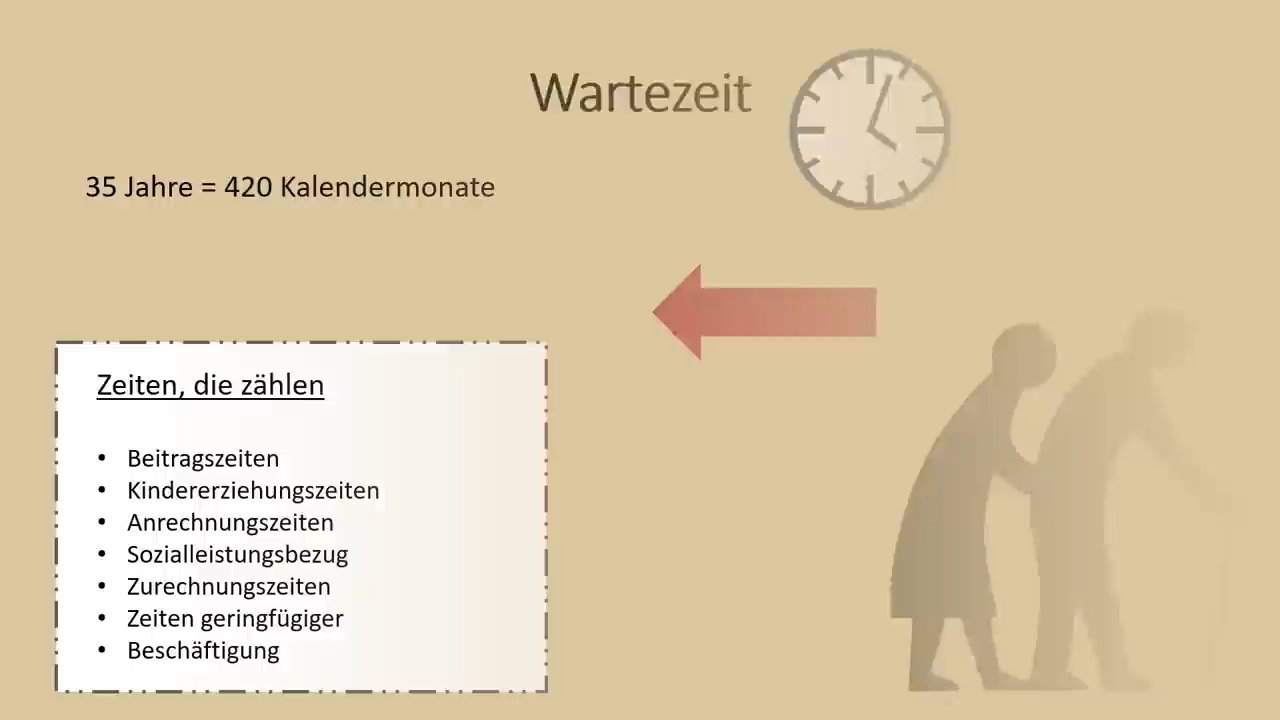 Wartezeit
35 Jahre = 420 Kalendermonate
Zeiten, die zählen
• Beitragszeiten
• Kindererziehungszeiten
• Anrechnungszeiten
• Sozialleistungsbezug
• Zurechnungszeiten
• Zeiten geringfügiger
• Beschäftigung